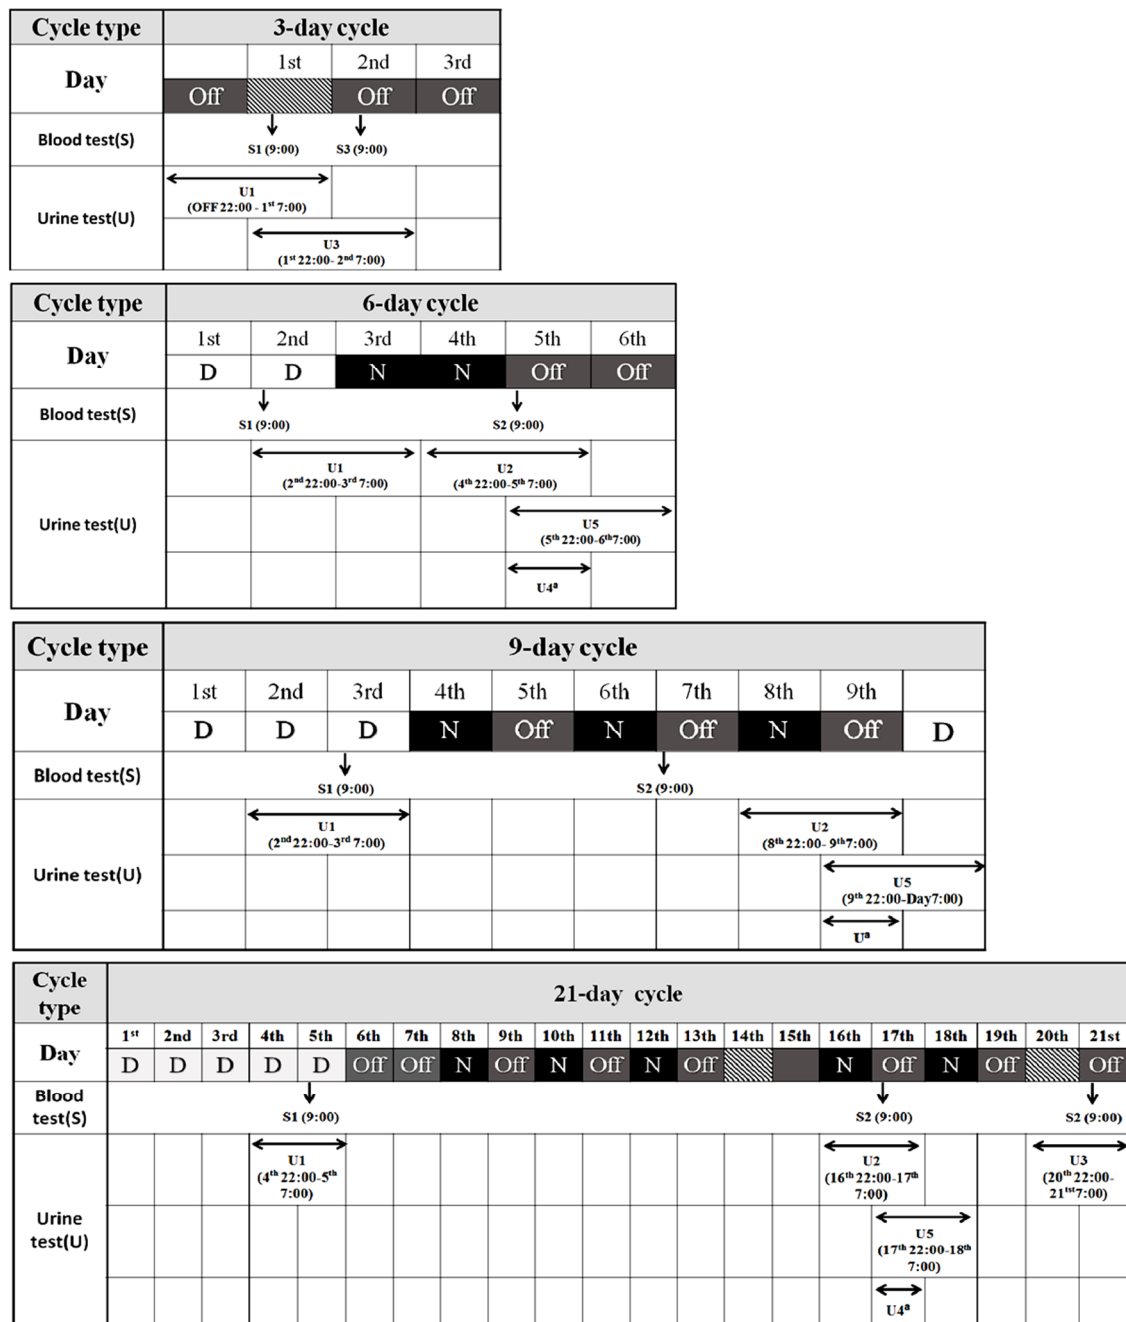 Cycle type 3-day cycle
Day 1st 2nd 3rd
Off Off Off
Blood test(S) S1 (9:00) S3 (9:00)
Urine test(U)
U1
(OFF 22:00 - 1st 7:00)
U3
(1st 22:00- 2nd 7:00)
Cycle type 6-day cycle
Day 1st 2nd 3rd 4th 5th 6th
D D N N Off Off
Blood test(S) S1 (9:00) S2 (9:00)
Urine test(U)
U1 U2
(2nd 22:00-3rd 7:00) (4th 22:00-5th 7:00)
U5
(5th 22:00-6th7:00)
U4a
Cycle type 9-day cycle
Day 1st 2nd 3rd 4th 5th 6th 7th 8th 9th
D D D N Off N Off N Off D
Blood test(S) S1 (9:00) S2 (9:00)
Urine test(U)
U1 U2
(2nd 22:00-3rd 7:00) (8th 22:00- 9th7:00)
U5
(9th 22:00-Day7:00)
Ua
Cycle
type
21-day cycle
Day 1st 2nd 3rd 4th 5th 6th 7th 8th 9th 10th 11th 12th 13th 14th 15th 16th 17th 18th 19th 20th 21st
D D D D D Off Off N Off N Off N Off N Off N Off Off
Blood
test(S)
S1 (9:00) S2 (9:00) S2 (9:00)
Urine
test(U)
U1 U2 U3
(4th 22:00-5th (16th 22:00-17th (20th 22:00-
7:00) 7:00) 21tst7:00)
U5
(17th 22:00-18th
7:00)
U4a